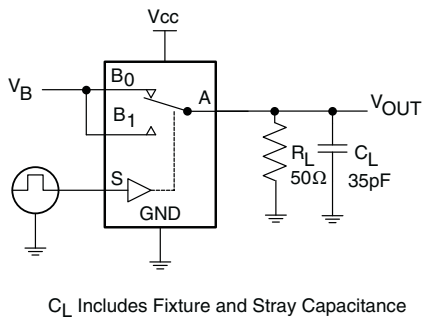 Vcc
VB
B0
A
VOUT
B1
RL
50Ω
CL
35pF
S
GND
CL Includes Fixture and Stray Capacitance